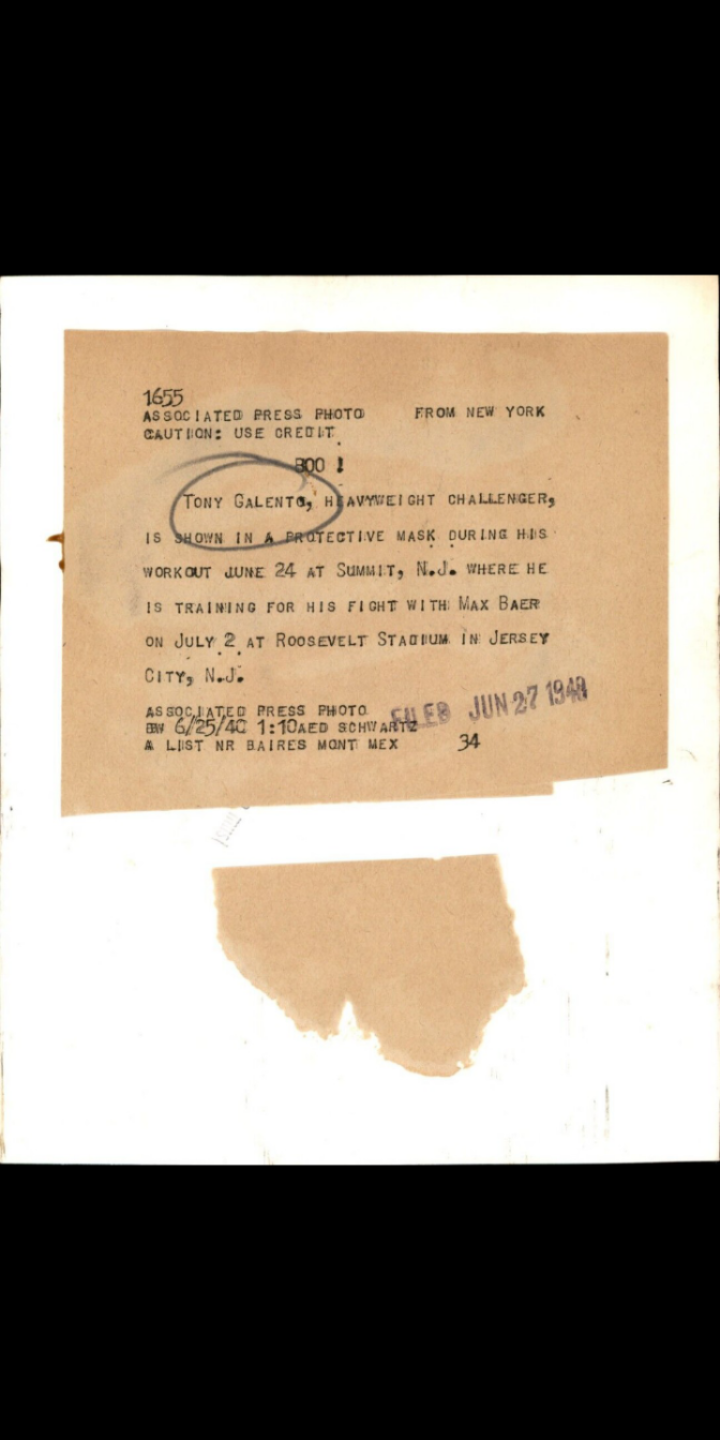 1655
ASSOCIATED PRESS PHOTO FROM NEW YORK
CAUTION: USE CREDIT
BOO !
TONY GALENTO, HEAVYWEIGHT CHALLENGER,
IS SHOWN IN A PROTECTIVE MASK DURING HIS
WORKOUT JUNE 24 AT SUMMIT, N.J. WHERE HE
IS TRAINING FOR HIS FIGHT WITH MAX BAER
ON JULY 2 AT ROOSEVELT STADIUM IN JERSEY
CITY, N.J.
ASSOCIATED PRESS PHOTO
BW 6/25/40 1:10AED SCHWARTZ
FILED JUN 27 1940
A LIST NR BAIRES MONT MEX 34